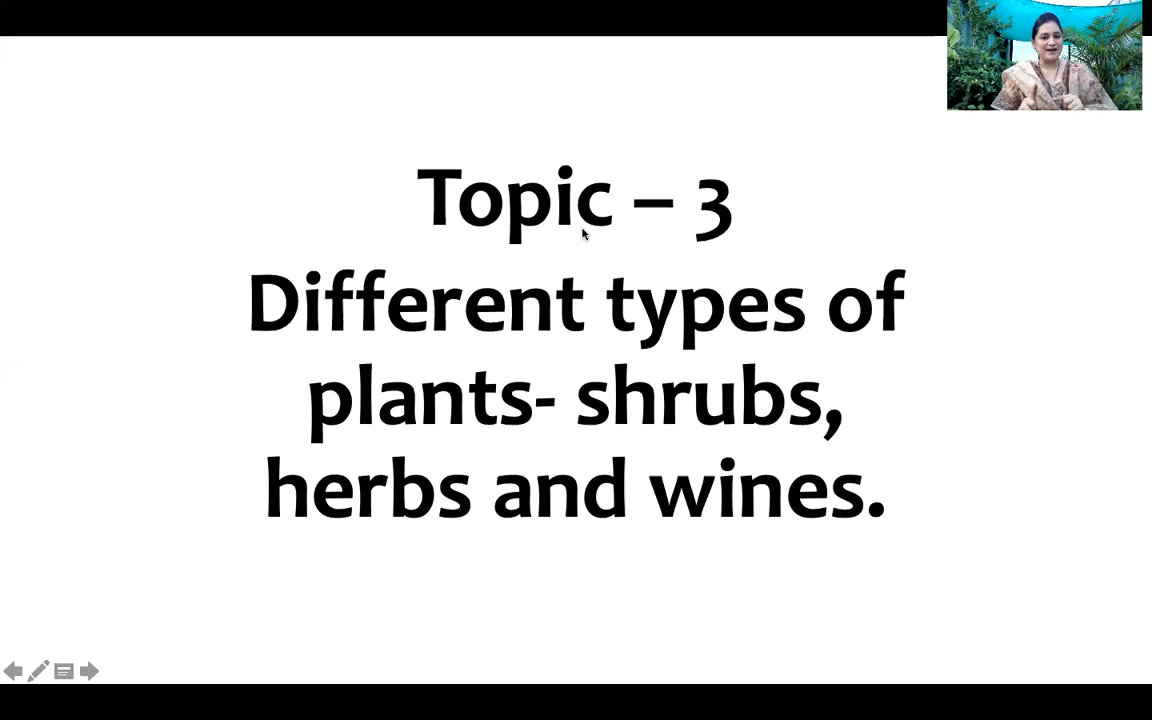 Topic – 3
Different types of
plants- shrubs,
herbs and wines.